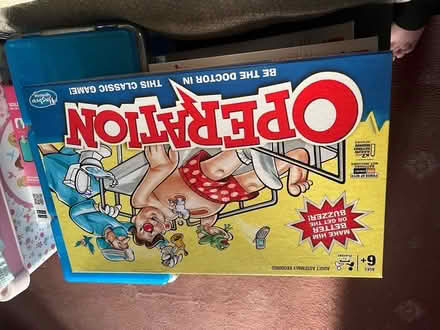 BE THE DOCTOR IN THIS CLASSIC GAME!
Hasbro
OPERATION
MAKE HIM
BETTER
OR GET THE
BUZZER!
AGES
6+
ADULT ASSEMBLY REQUIRED